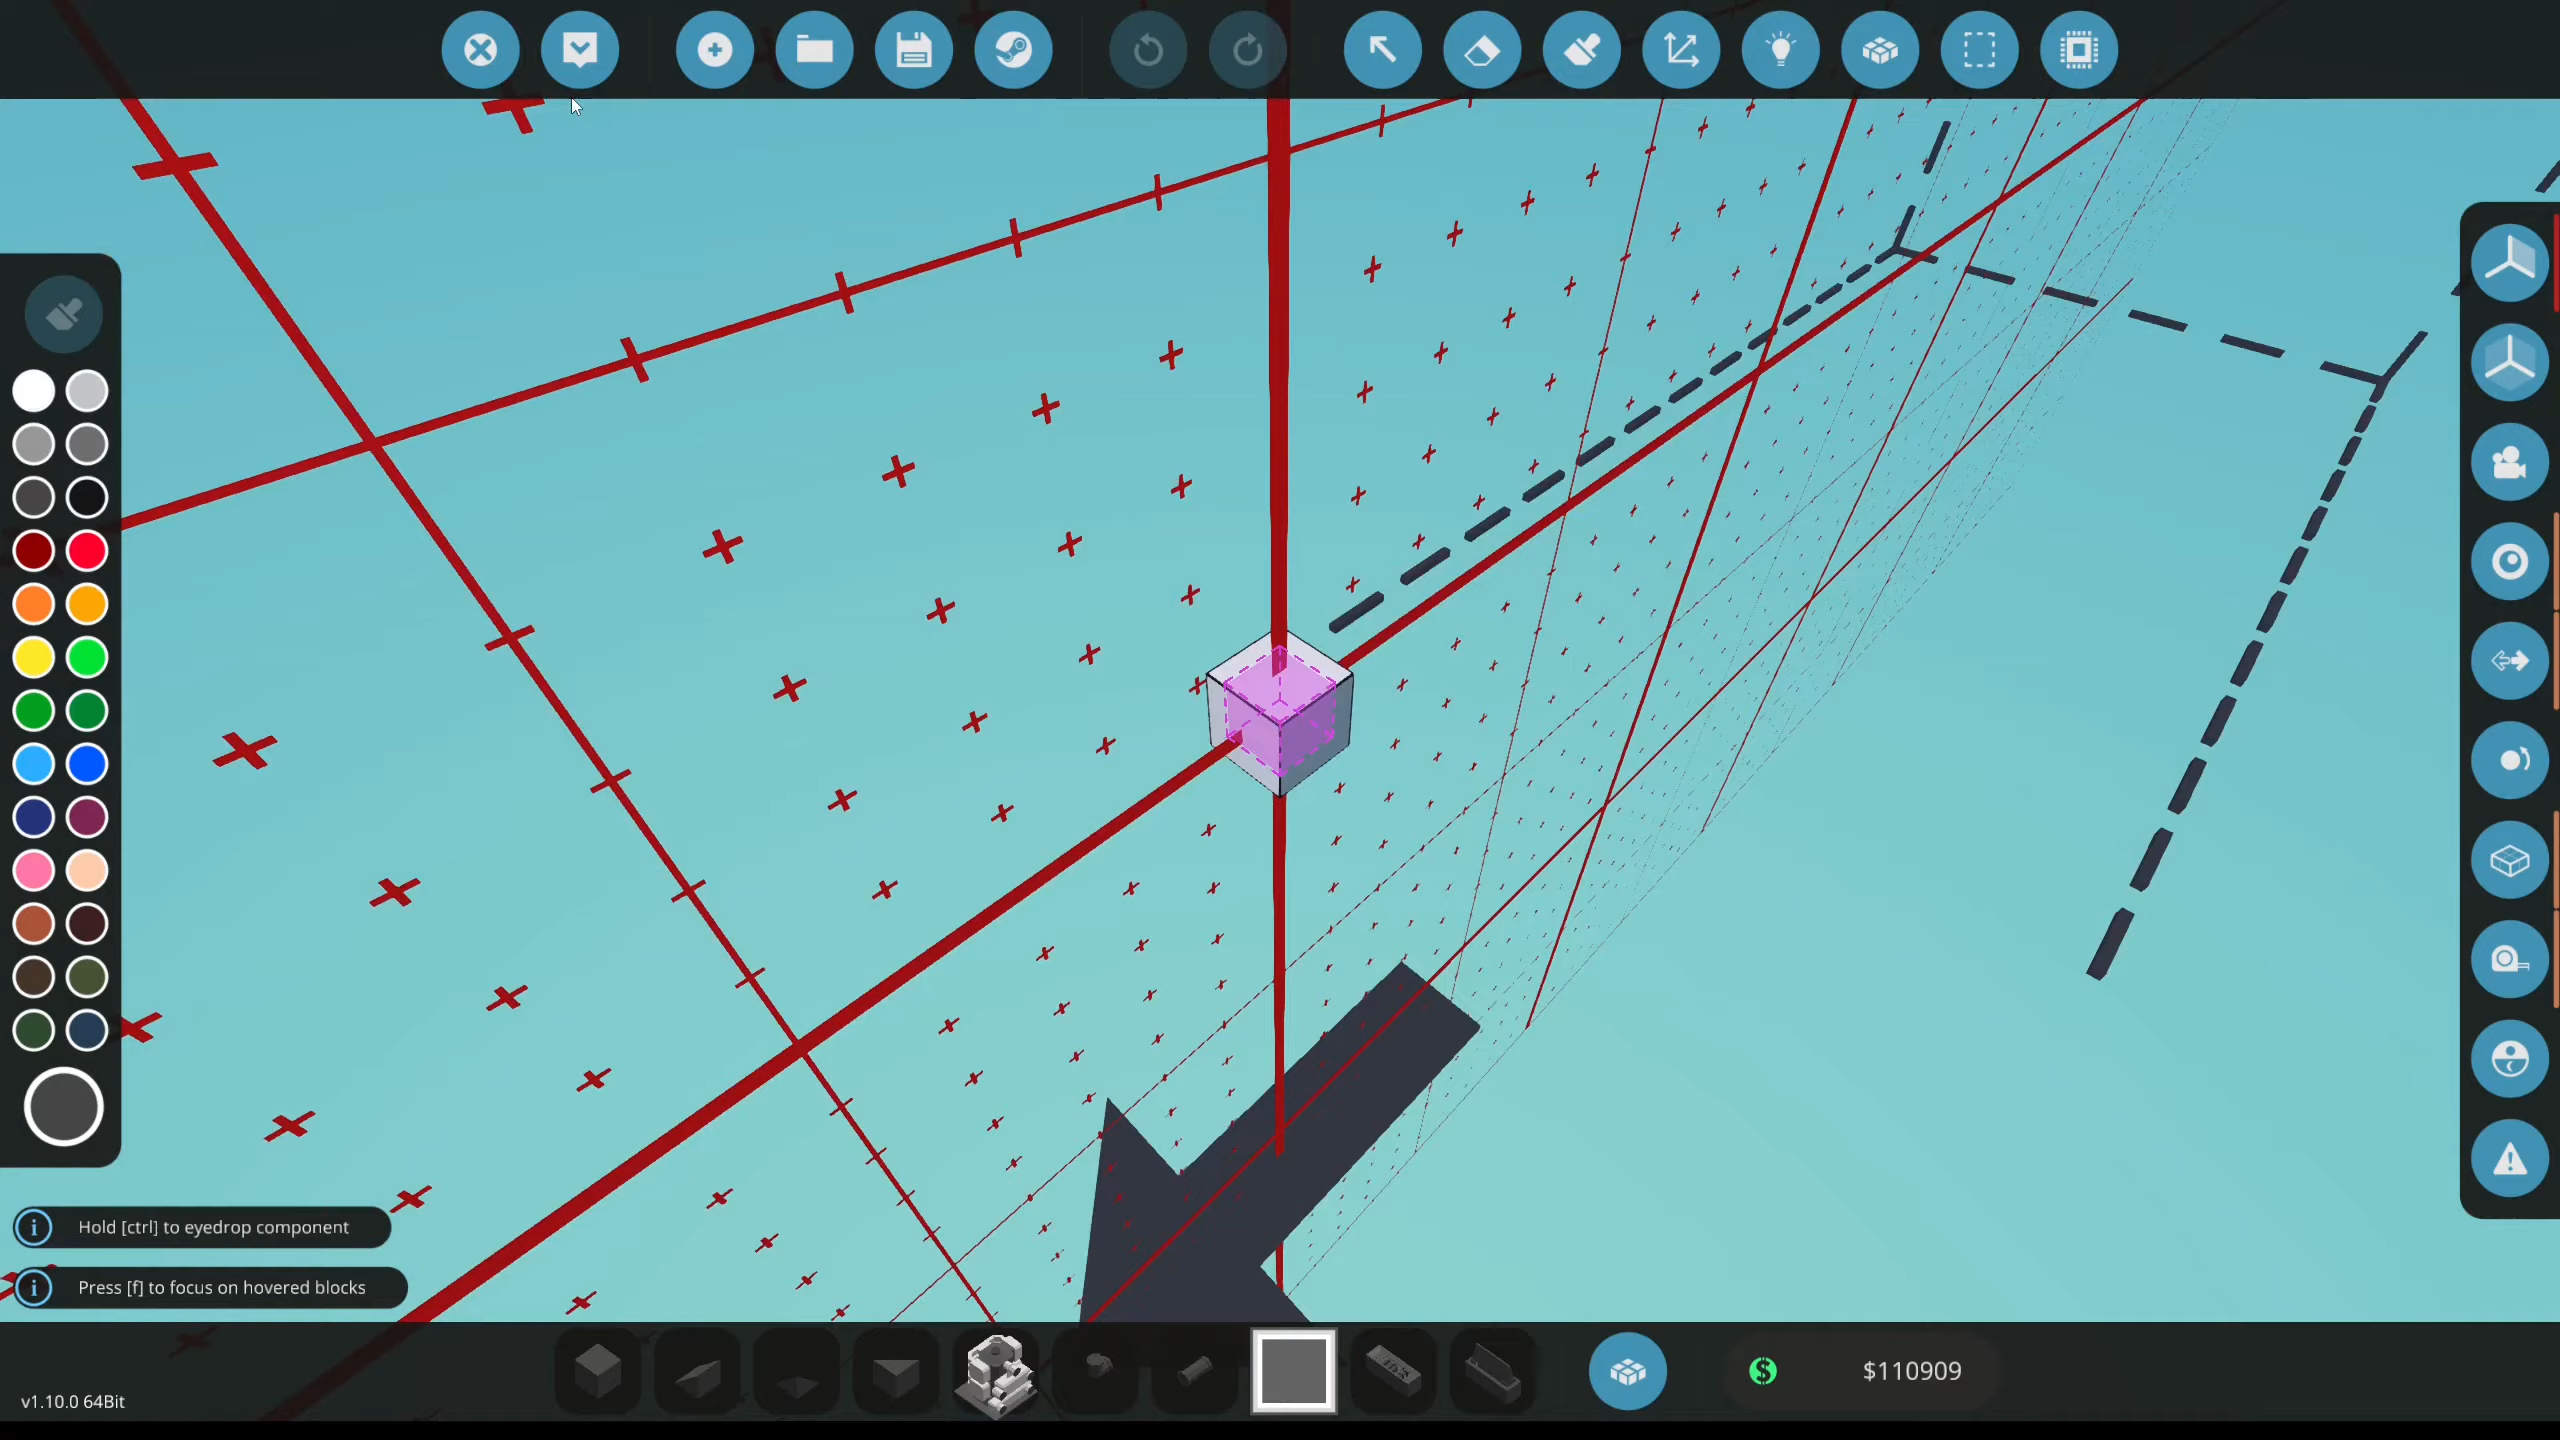 Hold [ctrl] to eyedrop component
Press [f] to focus on hovered blocks
$110909
v1.10.0 64Bit